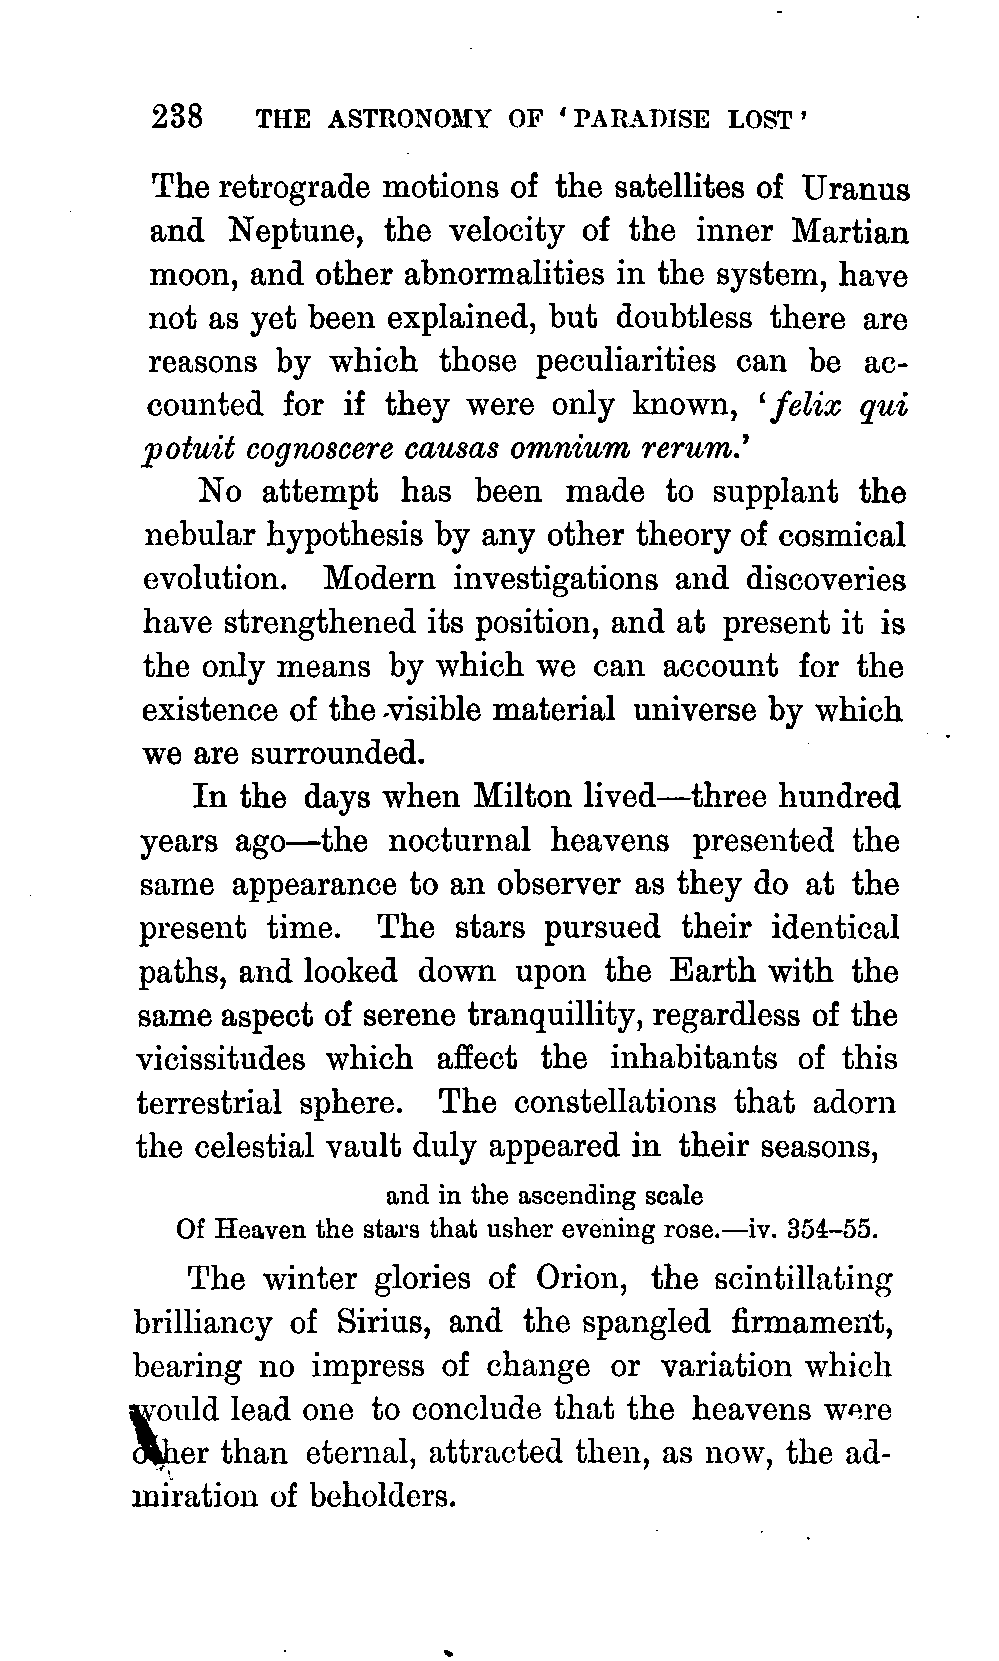 238 THE ASTRONOMY OF ‘PARADISE LOST’
The retrograde motions of the satellites of Uranus
and Neptune, the velocity of the inner Martian
moon, and other abnormalities in the system, have
not as yet been explained, but doubtless there are
reasons by which those peculiarities can be ac-
counted for if they were only known, ‘felix qui
potuit cognoscere causas omnium rerum.’
No attempt has been made to supplant the
nebular hypothesis by any other theory of cosmical
evolution. Modern investigations and discoveries
have strengthened its position, and at present it is
the only means by which we can account for the
existence of the visible material universe by which
we are surrounded.
In the days when Milton lived—three hundred
years ago—the nocturnal heavens presented the
same appearance to an observer as they do at the
present time. The stars pursued their identical
paths, and looked down upon the Earth with the
same aspect of serene tranquillity, regardless of the
vicissitudes which affect the inhabitants of this
terrestrial sphere. The constellations that adorn
the celestial vault duly appeared in their seasons,
and in the ascending scale
Of Heaven the stars that usher evening rose.—iv. 354–55.
The winter glories of Orion, the scintillating
brilliancy of Sirius, and the spangled firmament,
bearing no impress of change or variation which
would lead one to conclude that the heavens were
other than eternal, attracted then, as now, the ad-
miration of beholders.